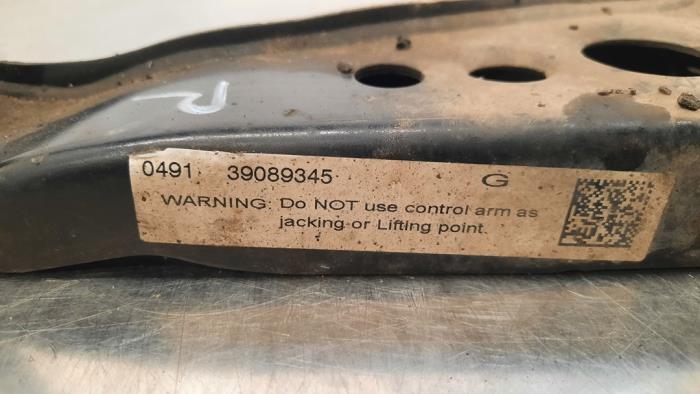 0491 39089345 G
WARNING: Do NOT use control arm as
jacking or Lifting point.